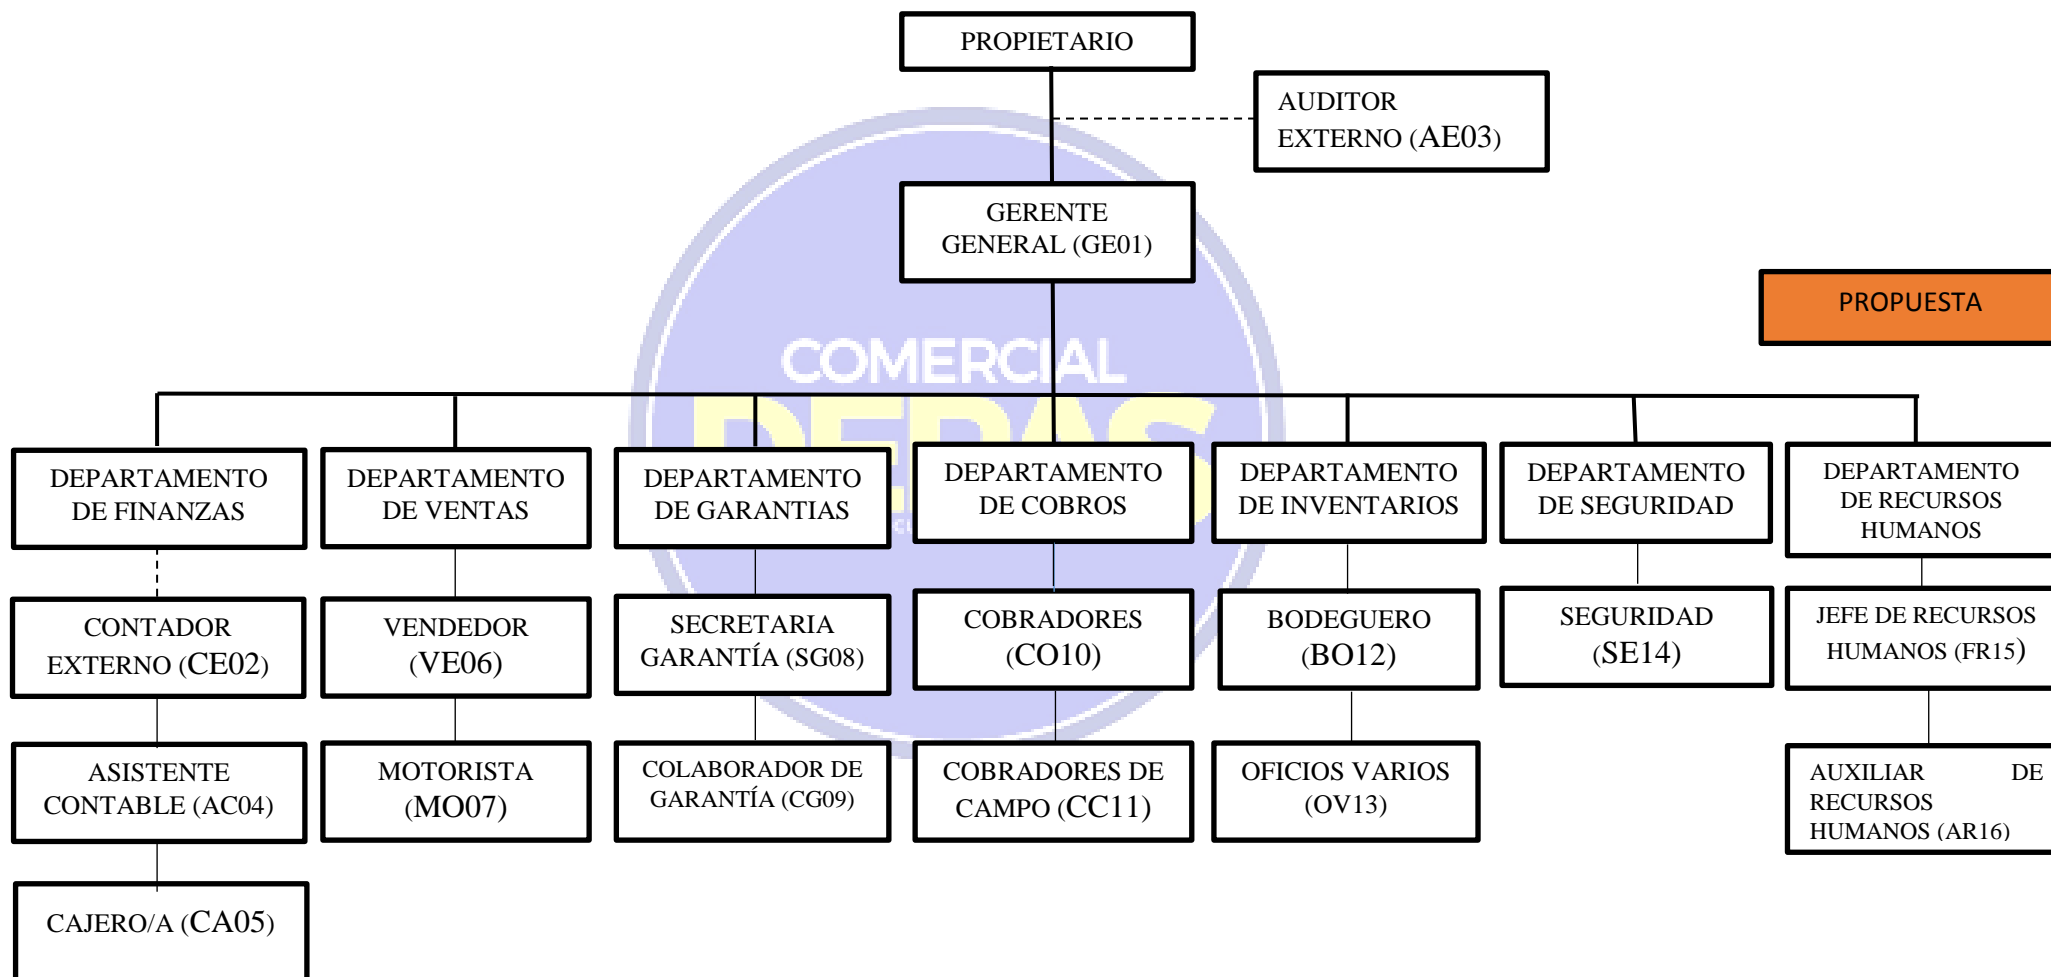 PROPIETARIO
AUDITOR
EXTERNO (AE03)
GERENTE
GENERAL (GE01)
PROPUESTA
COMERCIAL
DEPARTAMENTO
DE FINANZAS
DEPARTAMENTO
DE VENTAS
DEPARTAMENTO
DE GARANTIAS
DEPARTAMENTO
DE COBROS
DEPARTAMENTO
DE INVENTARIOS
DEPARTAMENTO
DE SEGURIDAD
DEPARTAMENTO
DE RECURSOS
HUMANOS
CONTADOR
EXTERNO (CE02)
VENDEDOR
(VE06)
SECRETARIA
GARANTÍA (SG08)
COBRADORES
(CO10)
BODEGUERO
(BO12)
SEGURIDAD
(SE14)
JEFE DE RECURSOS
HUMANOS (FR15)
ASISTENTE
CONTABLE (AC04)
MOTORISTA
(MO07)
COLABORADOR DE
GARANTÍA (CG09)
COBRADORES DE
CAMPO (CC11)
OFICIOS VARIOS
(OV13)
AUXILIAR DE
RECURSOS
HUMANOS (AR16)
CAJERO/A (CA05)